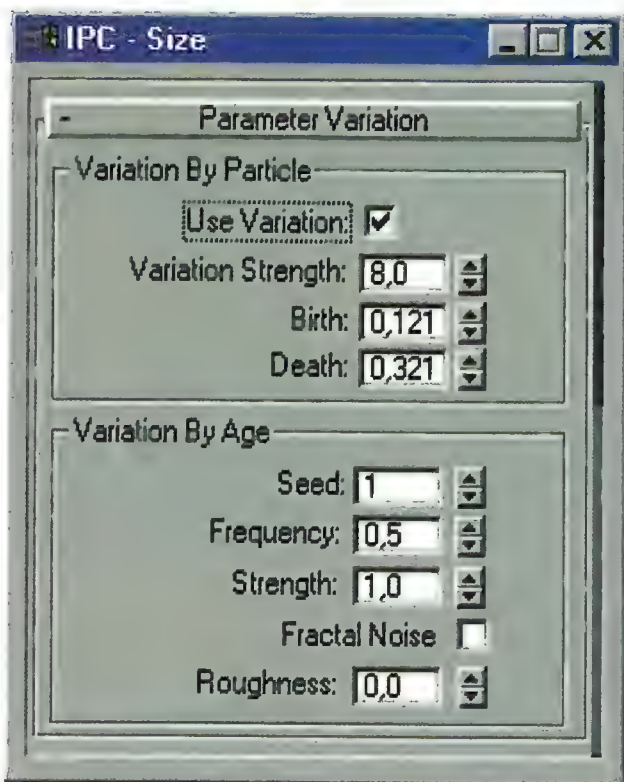 IPC - Size
- Parameter Variation
Variation By Particle
Use Variation:
Variation Strength: 8,0
Birth: 0,121
Death: 0,321
Variation By Age
Seed: 1
Frequency: 0,5
Strength: 1,0
Fractal Noise
Roughness: 0,0